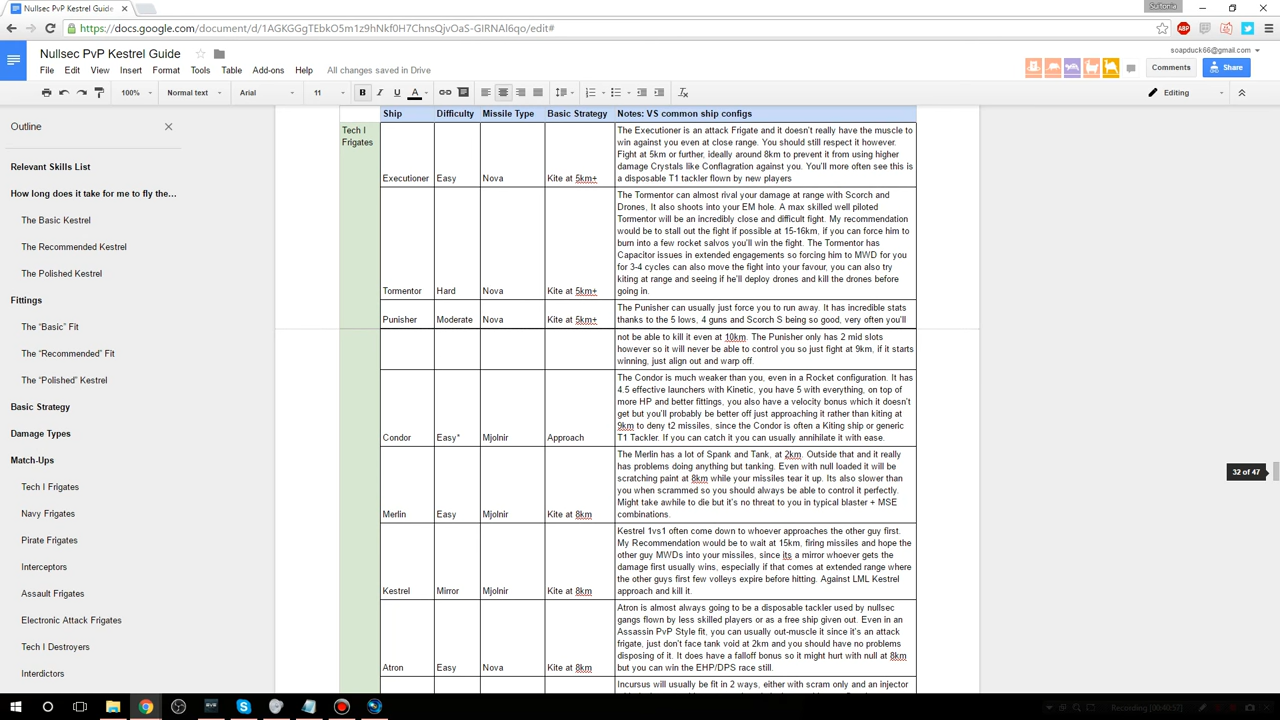 Nullsec PvP Kestrel Guide
Suitonia
https://docs.google.com/document/d/1AGKGGgTEbkO5m1z9hNkf0H7ChnsQjvOaS-GIRNAl6qo/edit#
Nullsec PvP Kestrel Guide
soapduck66@gmail.com
File Edit View Insert Format Tools Table Add-ons Help All changes saved in Drive
Comments
Share
100% Normal text Arial 11 B I U A Editing
Outline
Relevant Skills List
How long does it take for me to fly the...
The Basic Kestrel
The Recommended Kestrel
The Polished Kestrel
Fittings
The “Basic” Fit
The “Recommended” Fit
The “Polished” Kestrel
Basic Strategy
Damage Types
Match-Ups
Tech I Frigates
Navy Frigates
Pirate Frigates
Interceptors
Assault Frigates
Electronic Attack Frigates
Tech I Destroyers
Interdictors
Ship Difficulty Missile Type Basic Strategy Notes: VS common ship configs
Tech I
Frigates
Executioner Easy Nova Kite at 5km+
The Executioner is an attack Frigate and it doesn't really have the muscle to
win against you even at close range. You should still respect it however.
Fight at 5km or further, ideally around 8km to prevent it from using higher
damage Crystals like Conflagration against you. You'll more often see this is
a disposable T1 tackler flown by new players
Tormentor Hard Nova Kite at 5km+
The Tormentor can almost rival your damage at range with Scorch and
Drones, It also shoots into your EM hole. A max skilled well piloted
Tormentor will be an incredibly close and difficult fight. My recommendation
would be to stall out the fight if possible at 15-16km, if you can force him to
burn into a few rocket salvos you'll win the fight. The Tormentor has
Capacitor issues in extended engagements so forcing him to MWD for you
for 3-4 cycles can also move the fight into your favour, you can also try
kiting at range and seeing if he'll deploy drones and kill the drones before
going in.
Punisher Moderate Nova Kite at 5km+
The Punisher can usually just force you to run away. It has incredible stats
thanks to the 5 lows, 4 guns and Scorch S being so good, very often you'll
not be able to kill it even at 10km. The Punisher only has 2 mid slots
however so it will never be able to control you so just fight at 9km, if it starts
winning, just align out and warp off.
Condor Easy* Mjolnir Approach
The Condor is much weaker than you, even in a Rocket configuration. It has
4.5 effective launchers with Kinetic, you have 5 with everything, on top of
more HP and better fittings, you also have a velocity bonus which it doesn't
get but you'll probably be better off just approaching it rather than kiting at
9km to deny t2 missiles, since the Condor is often a Kiting ship or generic
T1 Tackler. If you can catch it you can usually annihilate it with ease.
Merlin Easy Mjolnir Kite at 8km
The Merlin has a lot of Spank and Tank, at 2km. Outside that and it really
has problems doing anything but tanking. Even with null loaded it will be
scratching paint at 8km while your missiles tear it up. Its also slower than
you when scrammed so you should always be able to control it perfectly.
Might take awhile to die but it's no threat to you in typical blaster + MSE
combinations.
Kestrel Mirror Mjolnir Kite at 8km
Kestrel 1vs1 often come down to whoever approaches the other guy first.
My Recommendation would be to wait at 15km, firing missiles and hope the
other guy MWDs into your missiles, since its a mirror whoever gets the
damage first usually wins, especially if that comes at extended range where
the other guys first few volleys expire before hitting. Against LML Kestrel
approach and kill it.
Atron Easy Nova Kite at 8km
Atron is almost always going to be a disposable tackler used by nullsec
gangs flown by less skilled players or as a free ship given out. Even in an
Assassin PvP Style fit, you can usually out-muscle it since it's an attack
frigate, just don't face tank void at 2km and you should have no problems
disposing of it. It does have a falloff bonus so it might hurt with null at 8km
but you can win the EHP/DPS race still.
Incursus will usually be fit in 2 ways, either with scram only and an injector
32 of 47
Recording [00:40:57]